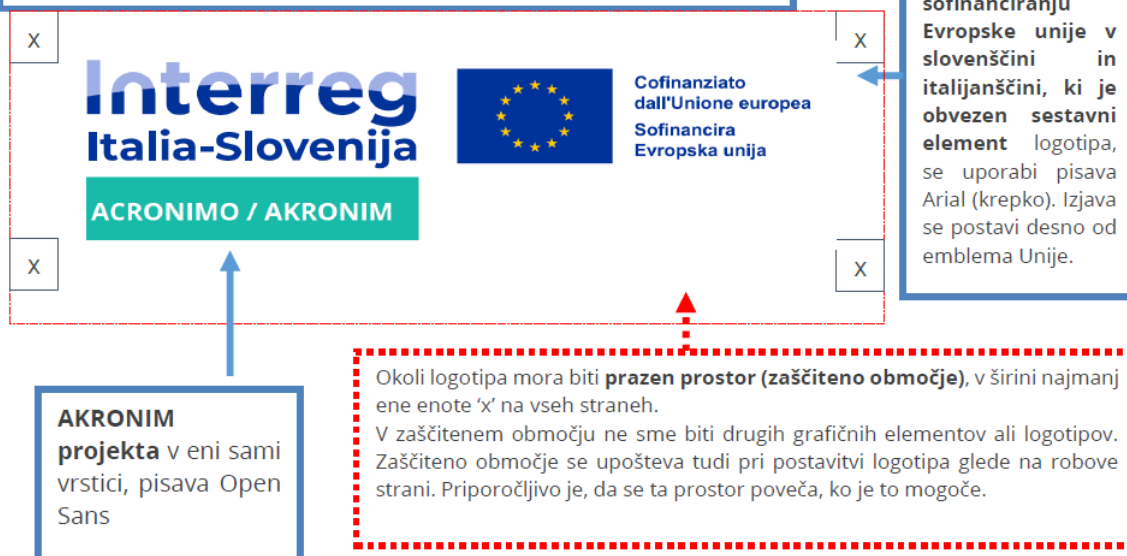 sofinanciranju
Evropske unije v
slovenščini in
italijanščini, ki je
obvezen sestavni
element logotipa,
se uporabi pisava
Arial (krepko). Izjava
se postavi desno od
emblema Unije.
X
X
Interreg
Italia-Slovenija
ACRONIMO / AKRONIM
Cofinanziato
dall'Unione europea
Sofinancira
Evropska unija
X
X
AKRONIM
projekta v eni sami
vrstici, pisava Open
Sans
Okoli logotipa mora biti prazen prostor (zaščiteno območje), v širini najmanj
ene enote ‘x’ na vseh straneh.
V zaščitenem območju ne sme biti drugih grafičnih elementov ali logotipov.
Zaščiteno območje se upošteva tudi pri postavitvi logotipa glede na robove
strani. Priporočljivo je, da se ta prostor poveča, ko je to mogoče.